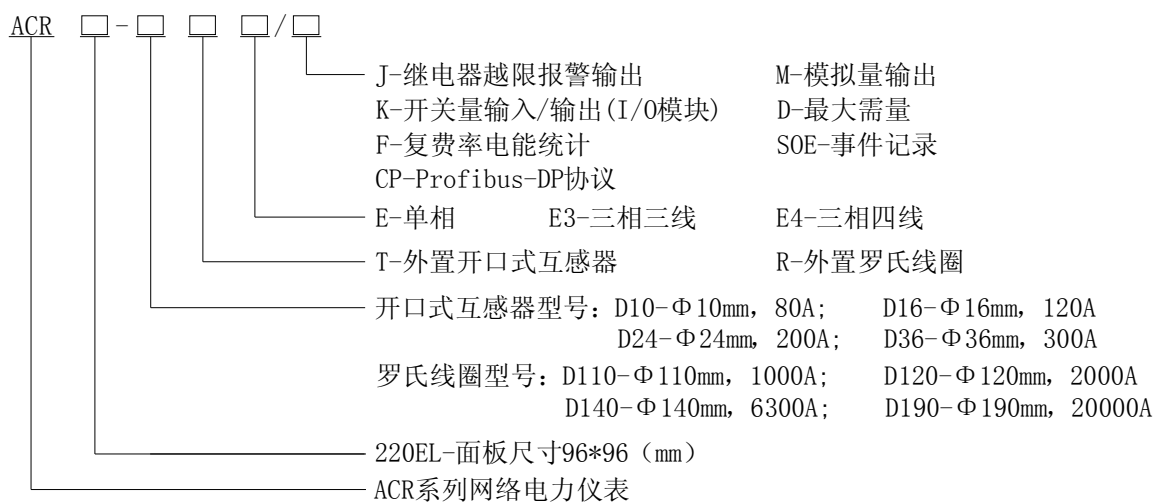 ACR □-□ □ □/□
J-继电器越限报警输出 M-模拟量输出
K-开关量输入/输出(I/O模块) D-最大需量
F-复费率电能统计 SOE-事件记录
CP-Profibus-DP协议
E-单相 E3-三相三线 E4-三相四线
T-外置开口式互感器 R-外置罗氏线圈
开口式互感器型号：D10-Φ10mm，80A; D16-Φ16mm，120A
D24-Φ24mm，200A; D36-Φ36mm，300A
罗氏线圈型号：D110-Φ110mm，1000A; D120-Φ120mm，2000A
D140-Φ140mm，6300A; D190-Φ190mm，20000A
220EL-面板尺寸96*96（mm）
ACR系列网络电力仪表